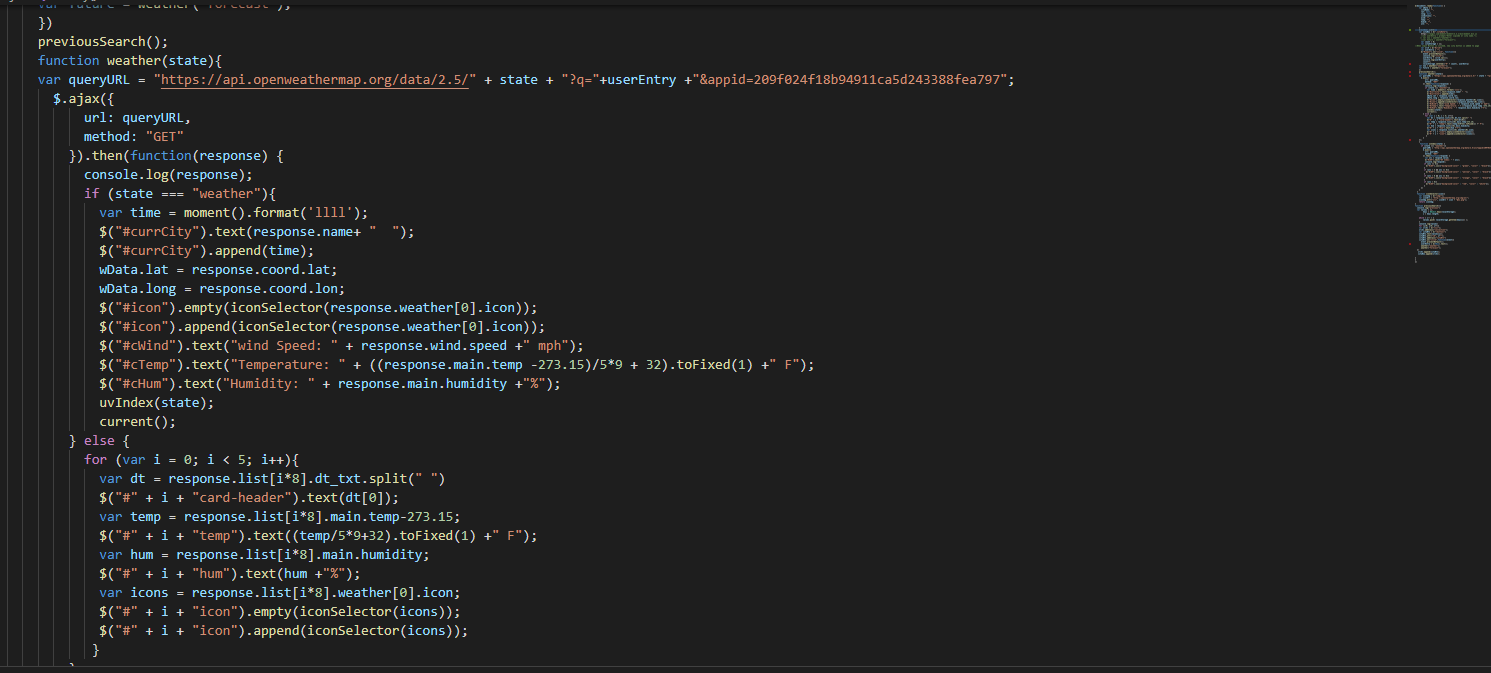 var future = weather("forecast");
})
previousSearch();
function weather(state){
var queryURL = "https://api.openweathermap.org/data/2.5/" + state + "?q="+userEntry +"&appid=209f024f18b94911ca5d243388fea797";
$.ajax({
url: queryURL,
method: "GET"
}).then(function(response) {
console.log(response);
if (state === "weather"){
var time = moment().format('llll');
$("#currCity").text(response.name+ "  ");
$("#currCity").append(time);
wData.lat = response.coord.lat;
wData.long = response.coord.lon;
$("#icon").empty(iconSelector(response.weather[0].icon));
$("#icon").append(iconSelector(response.weather[0].icon));
$("#cWind").text("wind Speed: " + response.wind.speed +" mph");
$("#cTemp").text("Temperature: " + ((response.main.temp -273.15)/5*9 + 32).toFixed(1) +" F");
$("#cHum").text("Humidity: " + response.main.humidity +"%");
uvIndex(state);
current();
} else {
for (var i = 0; i < 5; i++){
var dt = response.list[i*8].dt_txt.split(" ")
$("#" + i + "card-header").text(dt[0]);
var temp = response.list[i*8].main.temp-273.15;
$("#" + i + "temp").text((temp/5*9+32).toFixed(1) +" F");
var hum = response.list[i*8].main.humidity;
$("#" + i + "hum").text(hum +"%");
var icons = response.list[i*8].weather[0].icon;
$("#" + i + "icon").empty(iconSelector(icons));
$("#" + i + "icon").append(iconSelector(icons));
}